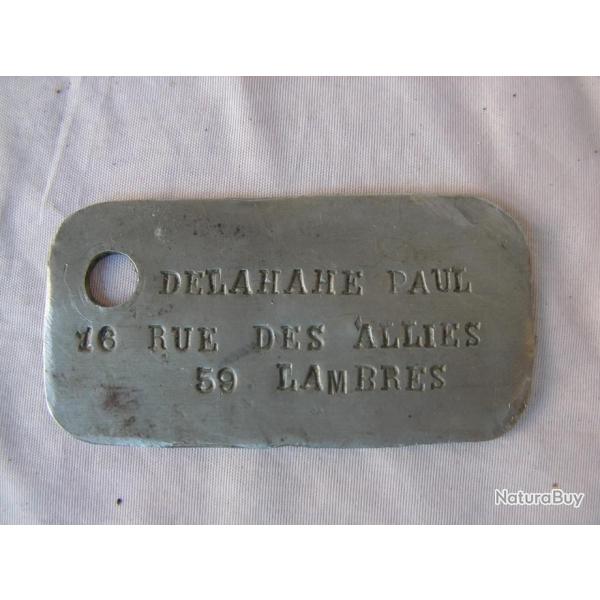 DELAHAHE PAUL
16 RUE DES ALLIES
59 LAMBRES
NaturaBuy